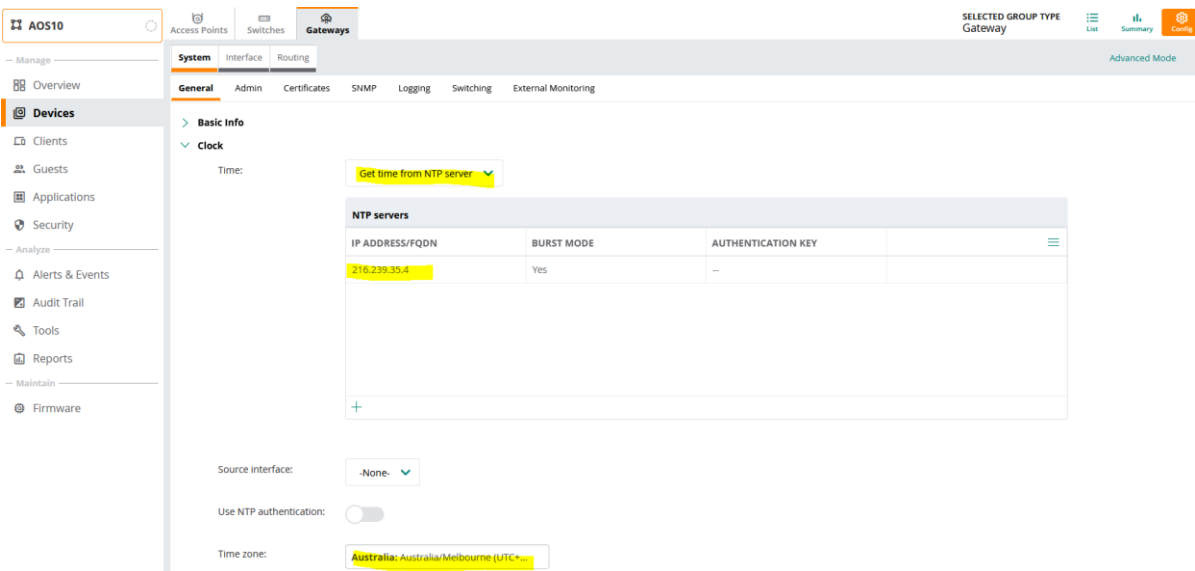 AOS10
Access Points
Switches
Gateways
SELECTED GROUP TYPE
Gateway
List
Summary
Config
Manage
Overview
Devices
Clients
Guests
Applications
Security
Analyze
Alerts & Events
Audit Trail
Tools
Reports
Maintain
Firmware
System Interface Routing
Advanced Mode
General Admin Certificates SNMP Logging Switching External Monitoring
Basic Info
Clock
Time: Get time from NTP server
NTP servers
IP ADDRESS/FQDN BURST MODE AUTHENTICATION KEY
216.239.35.4 Yes --
+
Source interface: -None-
Use NTP authentication:
Time zone: Australia: Australia/Melbourne (UTC+...